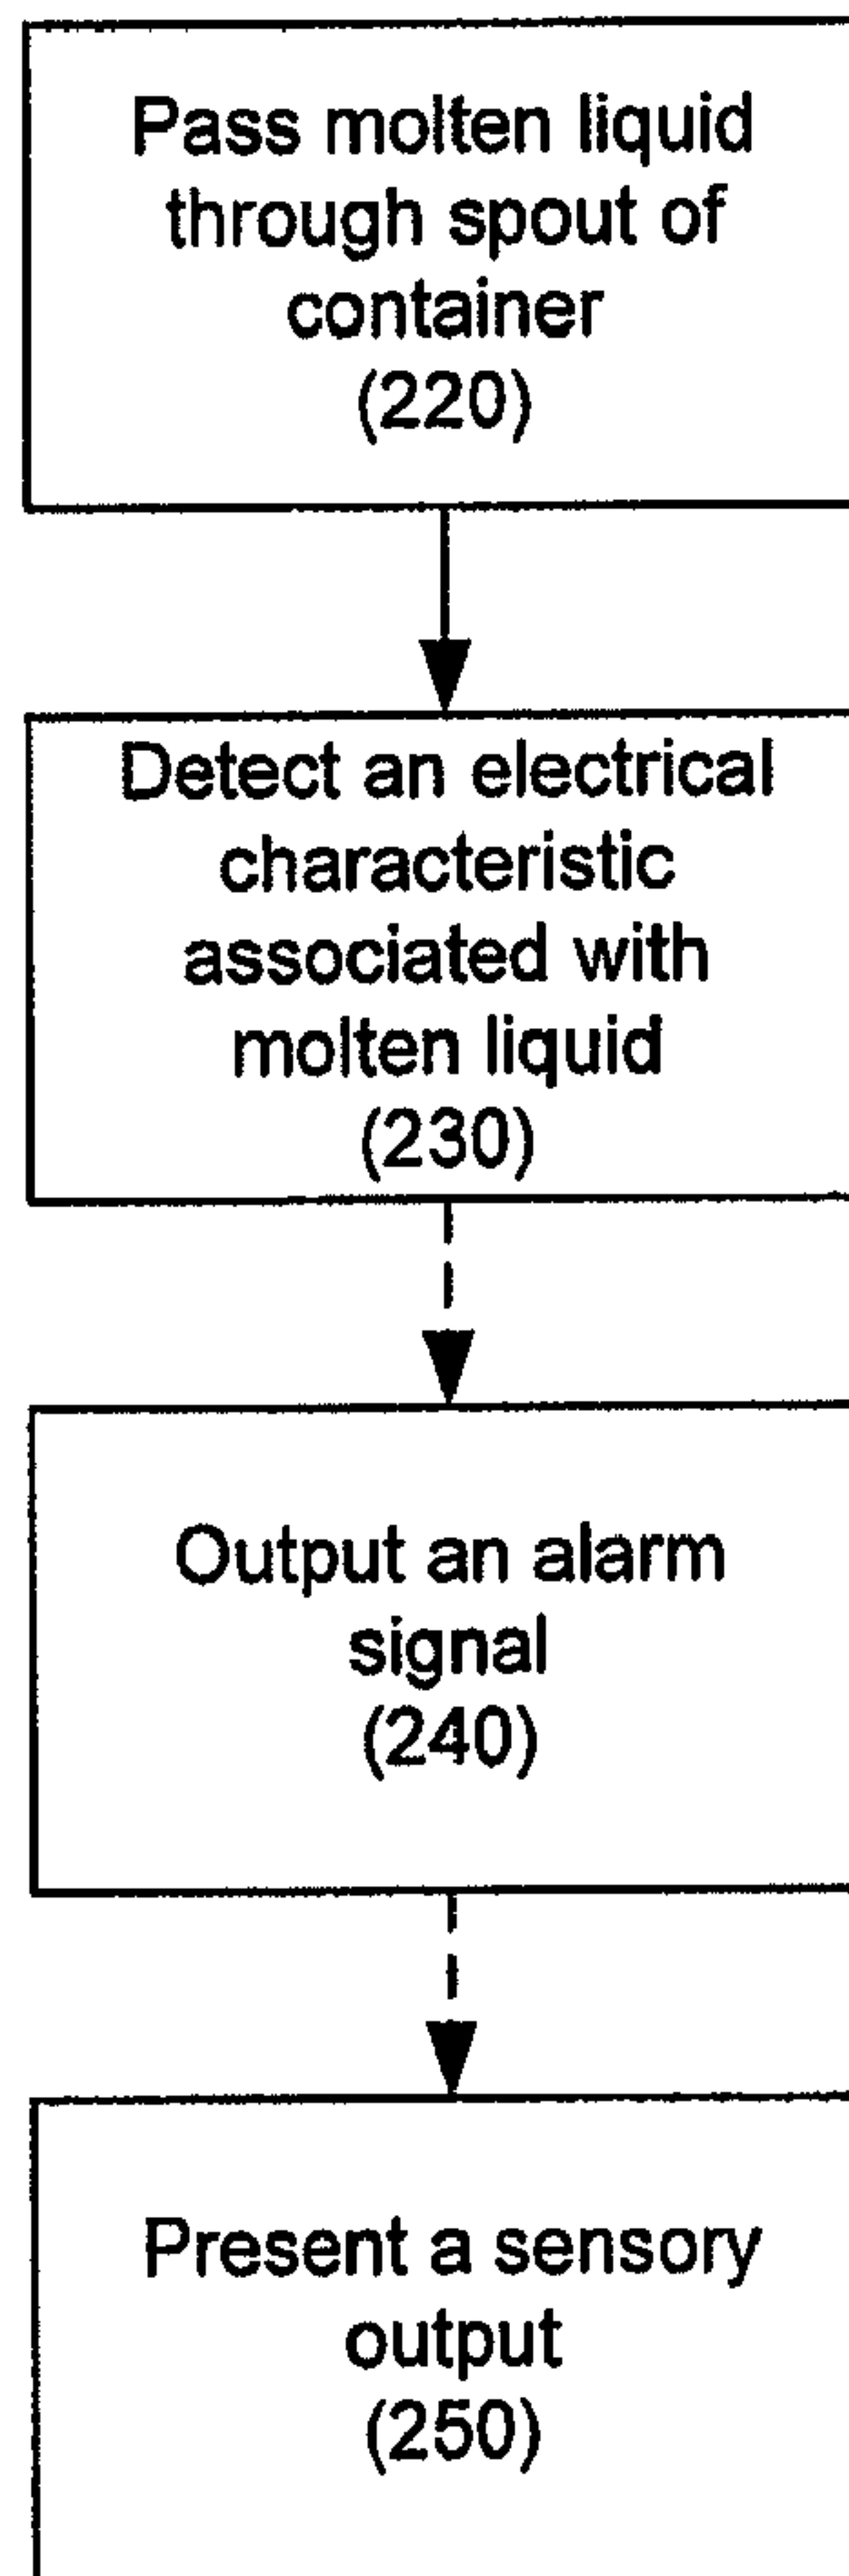 Pass molten liquid
through spout of
container
(220)
Detect an electrical
characteristic
associated with
molten liquid
(230)
Output an alarm
signal
(240)
Present a sensory
output
(250)